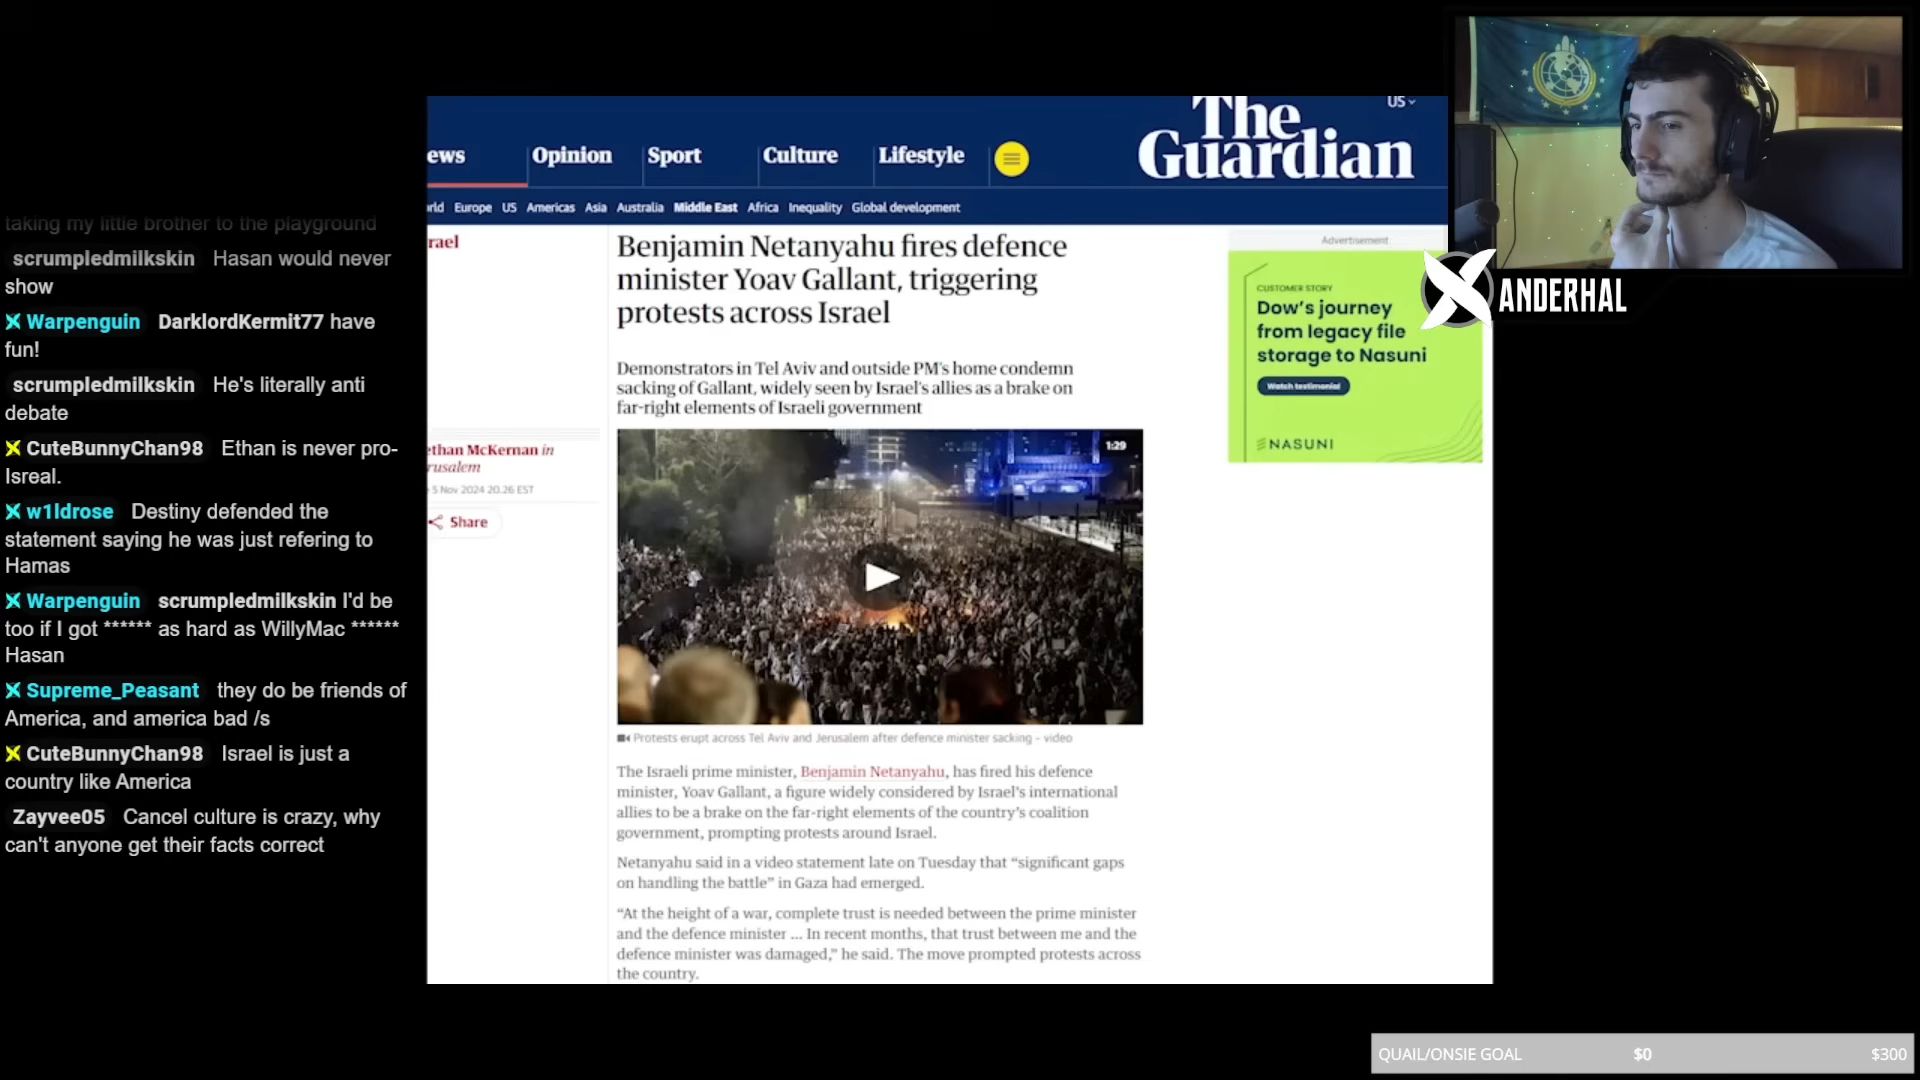 taking my little brother to the playground
scrumpledmilkskin Hasan would never
show
Warpenguin DarklordKermit77 have
fun!
scrumpledmilkskin He's literally anti
debate
CuteBunnyChan98 Ethan is never pro-
Isreal.
w1ldrose Destiny defended the
statement saying he was just refering to
Hamas
Warpenguin scrumpledmilkskin I'd be
too if I got ****** as hard as WillyMac ******
Hasan
Supreme_Peasant they do be friends of
America, and america bad /s
CuteBunnyChan98 Israel is just a
country like America
Zayvee05 Cancel culture is crazy, why
can't anyone get their facts correct
US
The
Guardian
ews Opinion Sport Culture Lifestyle
rld Europe US Americas Asia Australia Middle East Africa Inequality Global development
rael
Benjamin Netanyahu fires defence
minister Yoav Gallant, triggering
protests across Israel
Demonstrators in Tel Aviv and outside PM's home condemn
sacking of Gallant, widely seen by Israel's allies as a brake on
far-right elements of Israeli government
ethan McKernan in
rusalem
5 Nov 2024 20.26 EST
Share
1:29
Protests erupt across Tel Aviv and Jerusalem after defence minister sacking – video
The Israeli prime minister, Benjamin Netanyahu, has fired his defence
minister, Yoav Gallant, a figure widely considered by Israel's international
allies to be a brake on the far-right elements of the country's coalition
government, prompting protests around Israel.
Netanyahu said in a video statement late on Tuesday that “significant gaps
on handling the battle” in Gaza had emerged.
“At the height of a war, complete trust is needed between the prime minister
and the defence minister ... In recent months, that trust between me and the
defence minister was damaged,” he said. The move prompted protests across
the country.
Advertisement
CUSTOMER STORY
Dow's journey
from legacy file
storage to Nasuni
Watch testimonial
NASUNI
ANDERHAL
QUAIL/ONSIE GOAL $0 $300